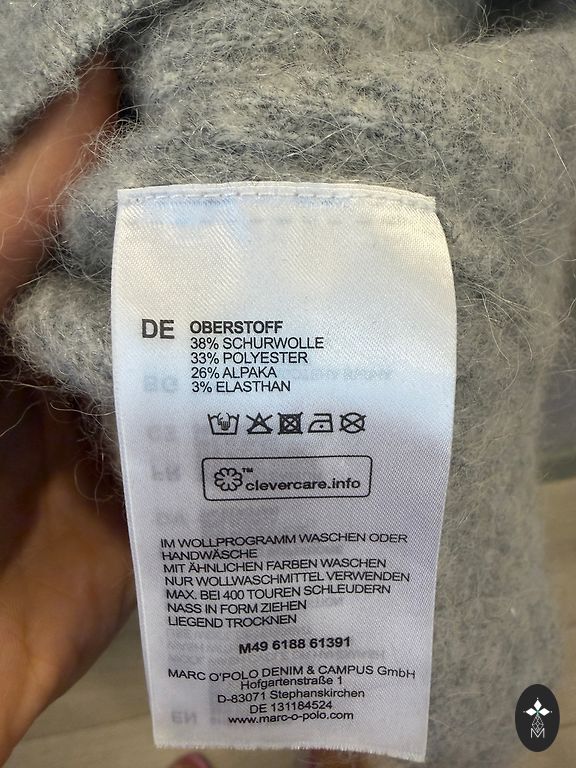 DE OBERSTOFF
38% SCHURWOLLE
33% POLYESTER
26% ALPAKA
3% ELASTHAN
clevercare.info™
IM WOLLPROGRAMM WASCHEN ODER
HANDWÄSCHE
MIT ÄHNLICHEN FARBEN WASCHEN
NUR WOLLWASCHMITTEL VERWENDEN
MAX. BEI 400 TOUREN SCHLEUDERN
NASS IN FORM ZIEHEN
LIEGEND TROCKNEN
M49 6188 61391
MARC O'POLO DENIM & CAMPUS GmbH
Hofgartenstraße 1
D-83071 Stephanskirchen
DE 131184524
www.marc-o-polo.com
EN
M